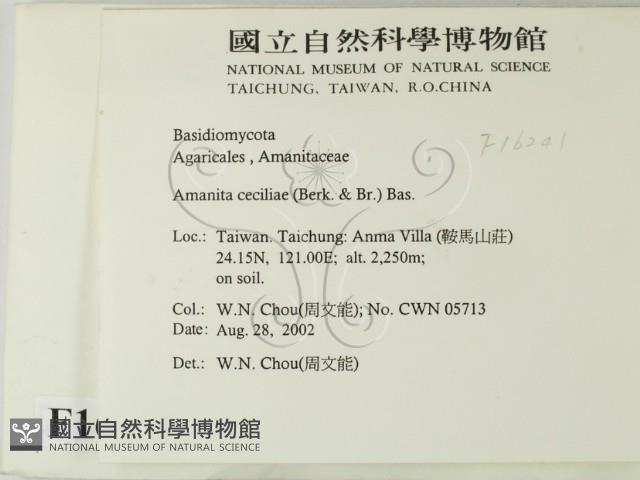 國立自然科學博物館
NATIONAL MUSEUM OF NATURAL SCIENCE
TAICHUNG, TAIWAN, R.O.CHINA
F16241
Basidiomycota
Agaricales , Amanitaceae
Amanita ceciliae (Berk. & Br.) Bas.
Loc.: Taiwan. Taichung: Anma Villa (鞍馬山莊)
24.15N, 121.00E; alt. 2,250m;
on soil.
Col.: W.N. Chou(周文能); No. CWN 05713
Date: Aug. 28, 2002
Det.: W.N. Chou(周文能)
國立自然科學博物館
NATIONAL MUSEUM OF NATURAL SCIENCE